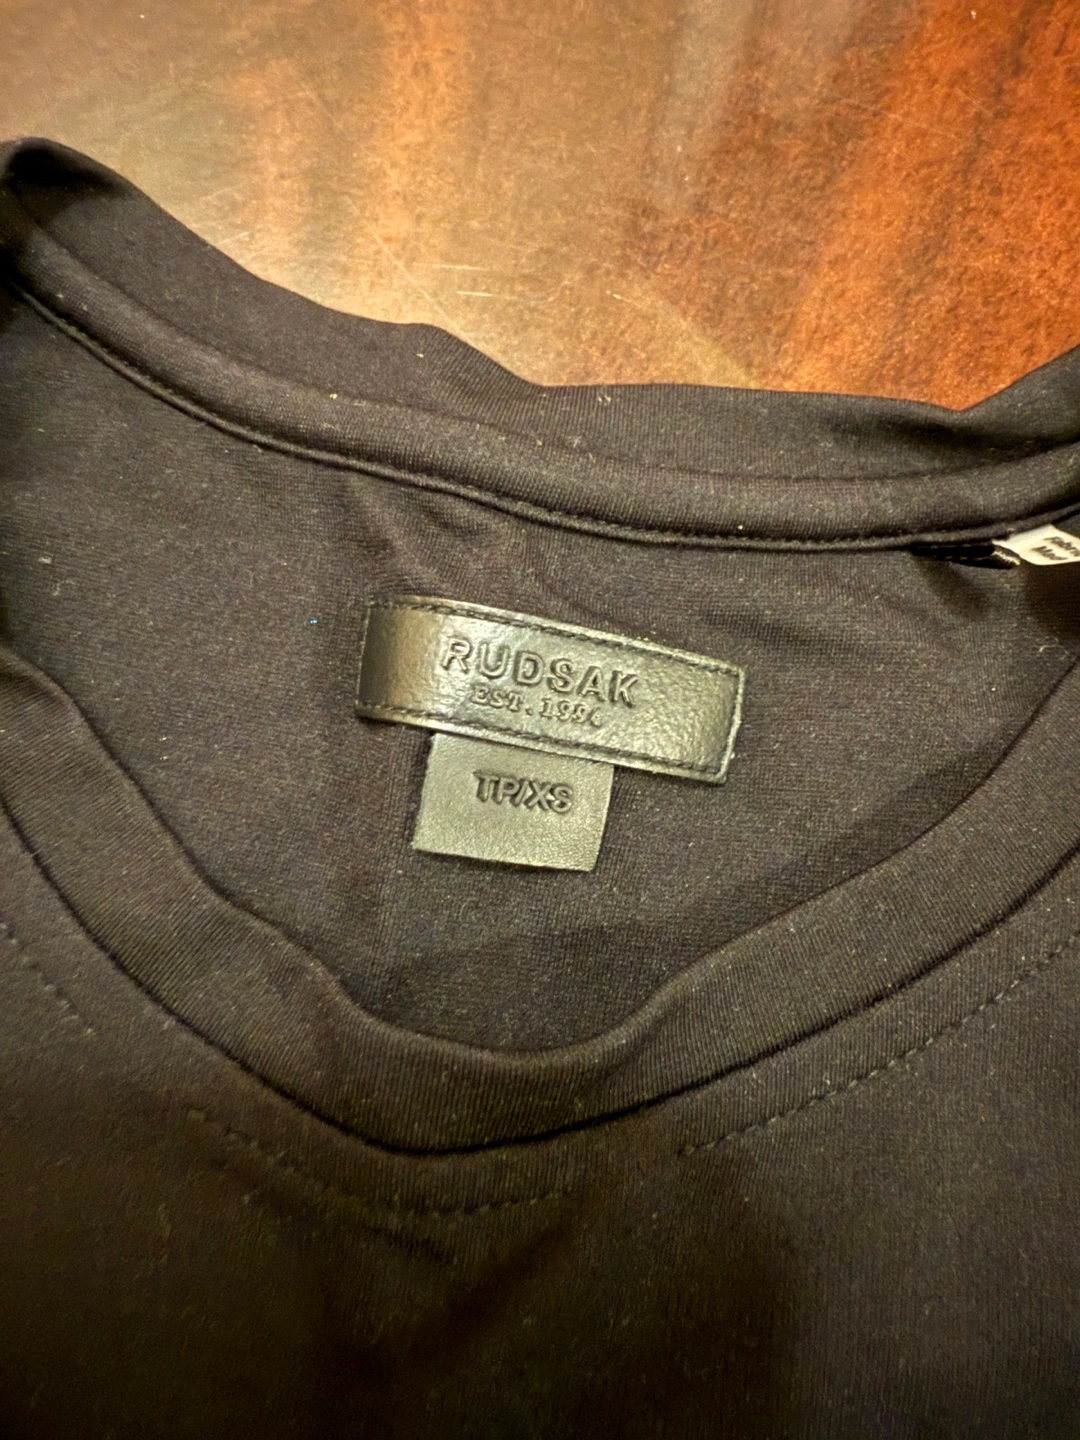 RUDSAK
EST. 1994
TP/XS